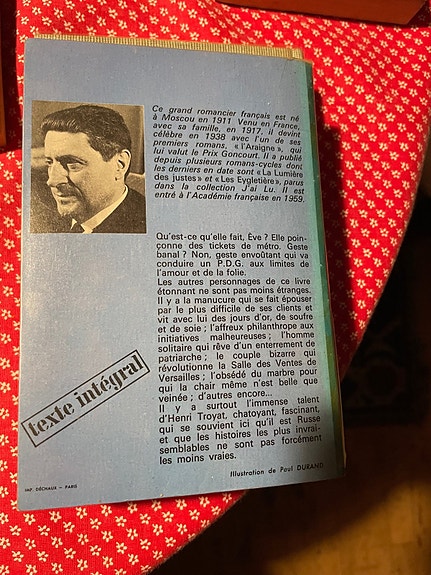 Ce grand romancier français est né
à Moscou en 1911 Venu en France,
avec sa famille, en 1917, il devint
célèbre en 1938 avec l'un de ses
premiers romans, « l'Araigne », qui
lui valut le Prix Goncourt. Il a publié
depuis plusieurs romans-cycles dont
les derniers en date sont « La Lumière
des justes » et « Les Eygletière », parus
dans la collection J'ai Lu. Il est
entré à l'Académie française en 1959.
Qu'est-ce qu'elle fait, Ève ? Elle poin-
çonne des tickets de métro. Geste
banal ? Non, geste envoûtant qui va
conduire un P.D.G. aux limites de
l'amour et de la folie.
Les autres personnages de ce livre
étonnant ne sont pas moins étranges.
Il y a la manucure qui se fait épouser
par le plus difficile de ses clients et
vit avec lui des jours d'or, de soufre
et de soie ; l'affreux philanthrope aux
initiatives malheureuses ; l'homme
solitaire qui rêve d'un enterrement de
patriarche ; le couple bizarre qui
révolutionne la Salle des Ventes de
Versailles ; l'obsédé du marbre pour
qui la chair même n'est belle que
veinée ; d'autres encore...
Il y a surtout l'immense talent
d'Henri Troyat, chatoyant, fascinant,
qui se souvient ici qu'il est Russe
et que les histoires les plus invrai-
semblables ne sont pas forcément
les moins vraies.
texte intégral
Illustration de Paul DURAND
IMP. DÉCHAUX — PARIS